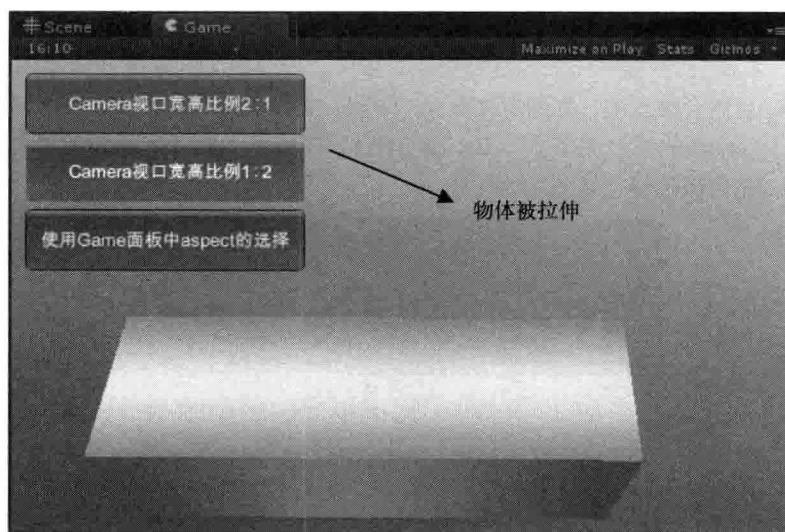 Scene
Game
16:10
Maximize on Play Stats Gizmos
Camera视口宽高比例2:1
Camera视口宽高比例1:2
使用Game面板中aspect的选择
物体被拉伸